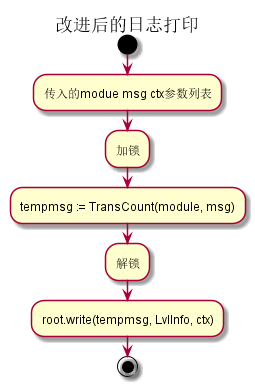 改进后的日志打印
传入的modue msg ctx参数列表
加锁
tempmsg := TransCount(module, msg)
解锁
root.write(tempmsg, LvlInfo, ctx)